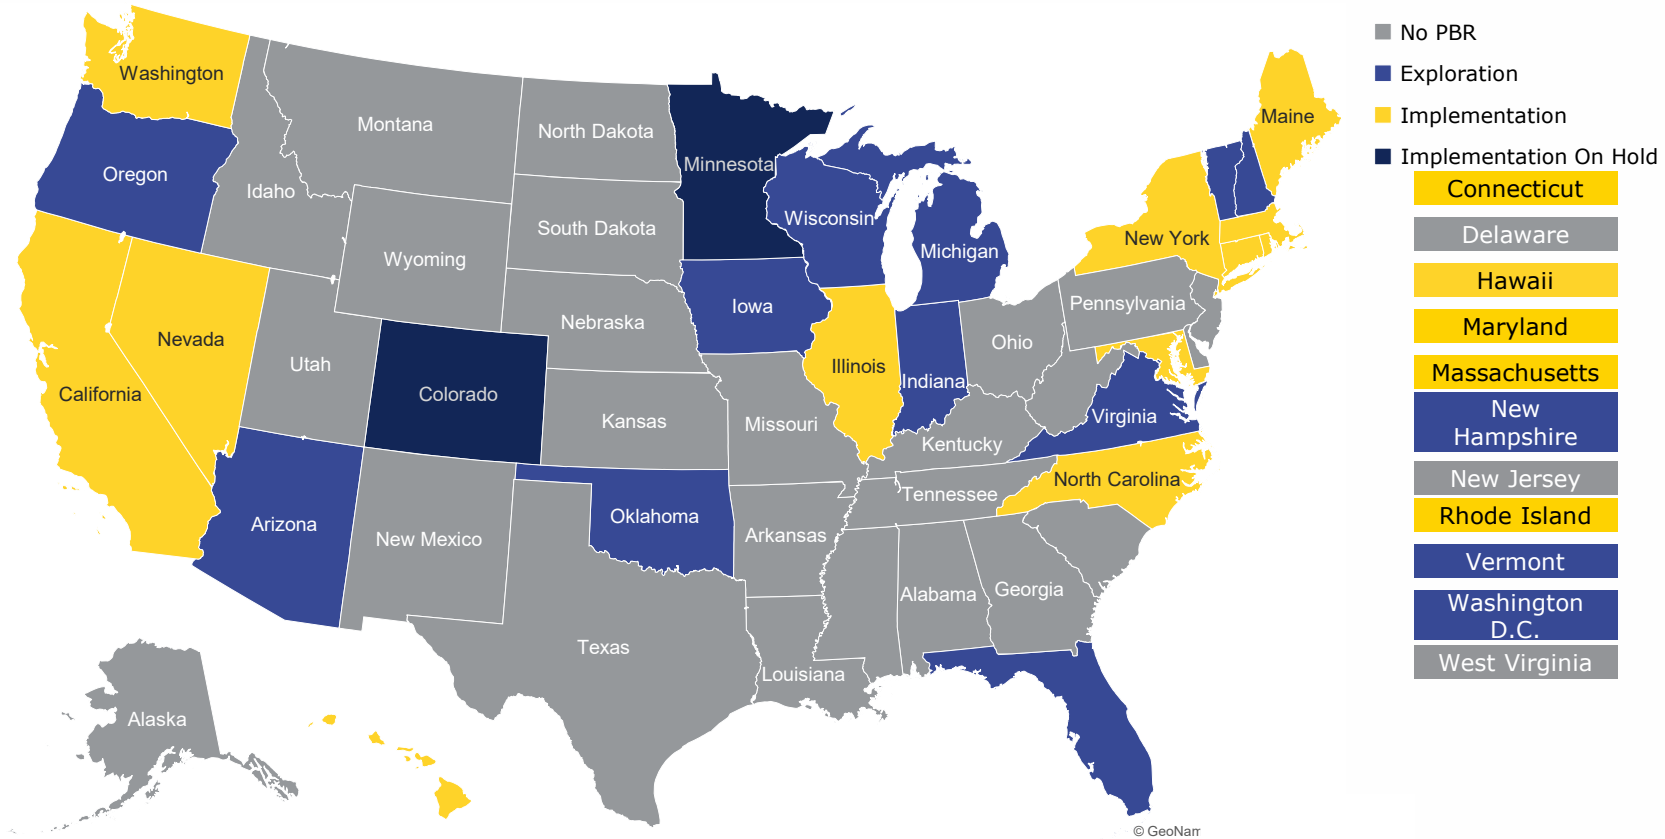 No PBR
Exploration
Implementation
Implementation On Hold
Connecticut
Delaware
Hawaii
Maryland
Massachusetts
New
Hampshire
New Jersey
Rhode Island
Vermont
Washington
D.C.
West Virginia
Washington
Oregon
Idaho
Montana
North Dakota
Minnesota
South Dakota
Wisconsin
Michigan
New York
Maine
Wyoming
Iowa
Nebraska
Pennsylvania
Nevada
Utah
Ohio
California
Colorado
Illinois
Indiana
Kansas
Missouri
Virginia
Kentucky
North Carolina
Tennessee
Arizona
New Mexico
Oklahoma
Arkansas
Alabama
Georgia
Texas
Louisiana
Alaska
© GeoNam